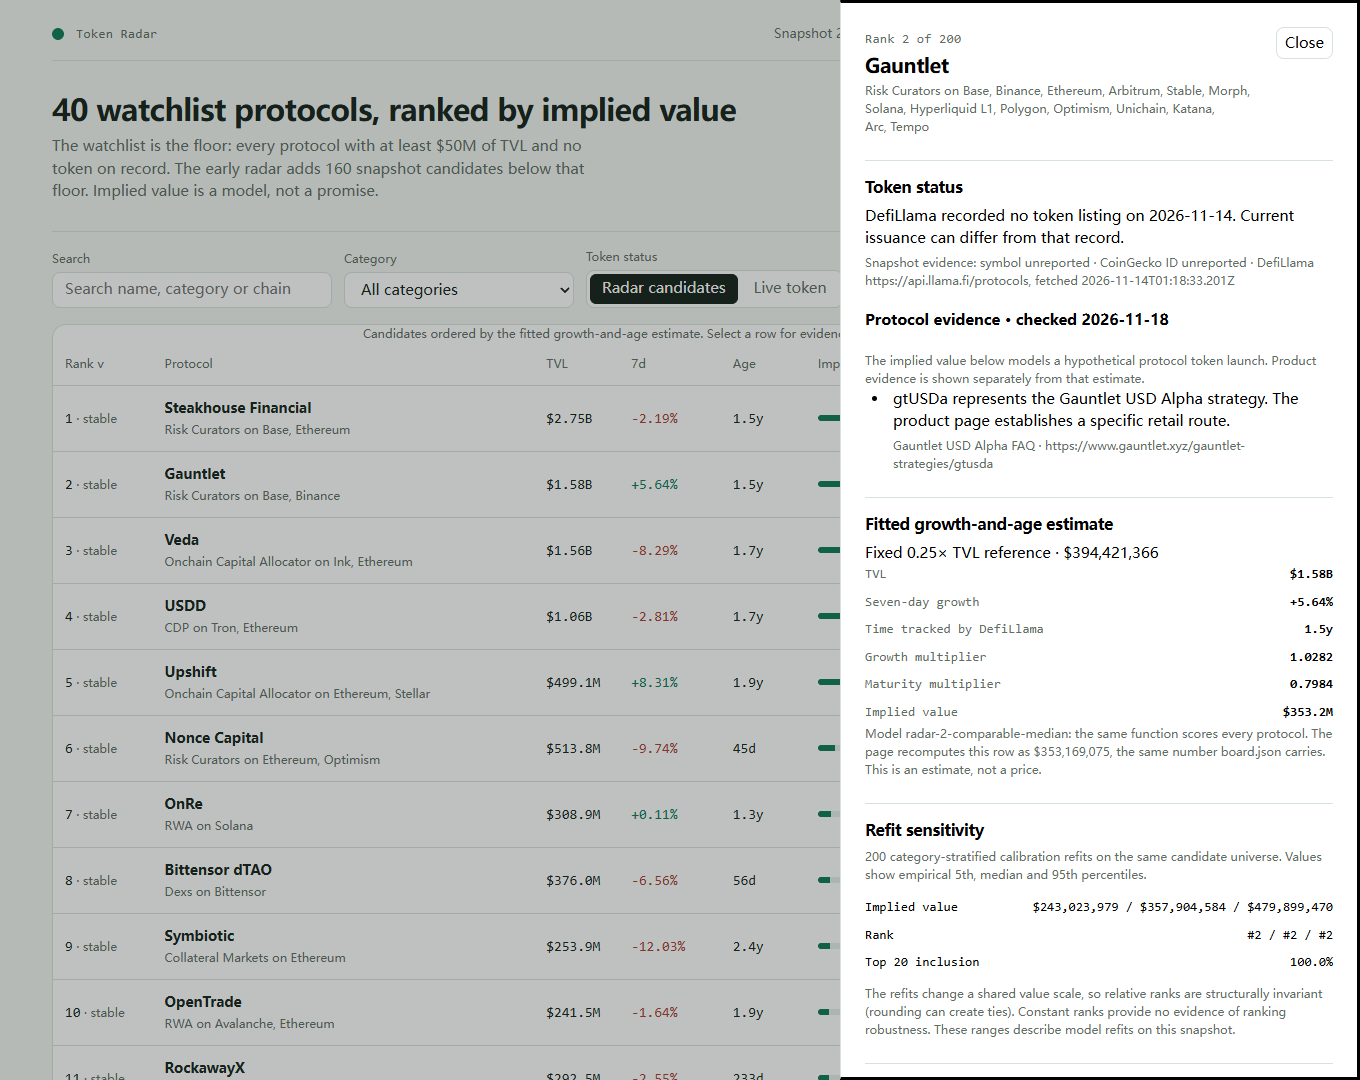 Token Radar
Snapshot 2
40 watchlist protocols, ranked by implied value
The watchlist is the floor: every protocol with at least $50M of TVL and no
token on record. The early radar adds 160 snapshot candidates below that
floor. Implied value is a model, not a promise.
Search
Category
Token status
Search name, category or chain
All categories
Radar candidates
Live token
Candidates ordered by the fitted growth-and-age estimate. Select a row for eviden
Rank v Protocol TVL 7d Age Imp
1 · stable Steakhouse Financial $2.75B -2.19% 1.5y
Risk Curators on Base, Ethereum
2 · stable Gauntlet $1.58B +5.64% 1.5y
Risk Curators on Base, Binance
3 · stable Veda $1.56B -8.29% 1.7y
Onchain Capital Allocator on Ink, Ethereum
4 · stable USDD $1.06B -2.81% 1.7y
CDP on Tron, Ethereum
5 · stable Upshift $499.1M +8.31% 1.9y
Onchain Capital Allocator on Ethereum, Stellar
6 · stable Nonce Capital $513.8M -9.74% 45d
Risk Curators on Ethereum, Optimism
7 · stable OnRe $308.9M +0.11% 1.3y
RWA on Solana
8 · stable Bittensor dTAO $376.0M -6.56% 56d
Dexs on Bittensor
9 · stable Symbiotic $253.9M -12.03% 2.4y
Collateral Markets on Ethereum
10 · stable OpenTrade $241.5M -1.64% 1.9y
RWA on Avalanche, Ethereum
11 · stable RockawayX $292.5M -2.55% 233d
Rank 2 of 200
Close
Gauntlet
Risk Curators on Base, Binance, Ethereum, Arbitrum, Stable, Morph,
Solana, Hyperliquid L1, Polygon, Optimism, Unichain, Katana,
Arc, Tempo
Token status
DefiLlama recorded no token listing on 2026-11-14. Current
issuance can differ from that record.
Snapshot evidence: symbol unreported · CoinGecko ID unreported · DefiLlama
https://api.llama.fi/protocols, fetched 2026-11-14T01:18:33.201Z
Protocol evidence • checked 2026-11-18
The implied value below models a hypothetical protocol token launch. Product
evidence is shown separately from that estimate.
• gtUSDa represents the Gauntlet USD Alpha strategy. The
product page establishes a specific retail route.
Gauntlet USD Alpha FAQ · https://www.gauntlet.xyz/gauntlet-
strategies/gtusda
Fitted growth-and-age estimate
Fixed 0.25× TVL reference · $394,421,366
TVL $1.58B
Seven-day growth +5.64%
Time tracked by DefiLlama 1.5y
Growth multiplier 1.0282
Maturity multiplier 0.7984
Implied value $353.2M
Model radar-2-comparable-median: the same function scores every protocol. The
page recomputes this row as $353,169,075, the same number board.json carries.
This is an estimate, not a price.
Refit sensitivity
200 category-stratified calibration refits on the same candidate universe. Values
show empirical 5th, median and 95th percentiles.
Implied value $243,023,979 / $357,904,584 / $479,899,470
Rank #2 / #2 / #2
Top 20 inclusion 100.0%
The refits change a shared value scale, so relative ranks are structurally invariant
(rounding can create ties). Constant ranks provide no evidence of ranking
robustness. These ranges describe model refits on this snapshot.